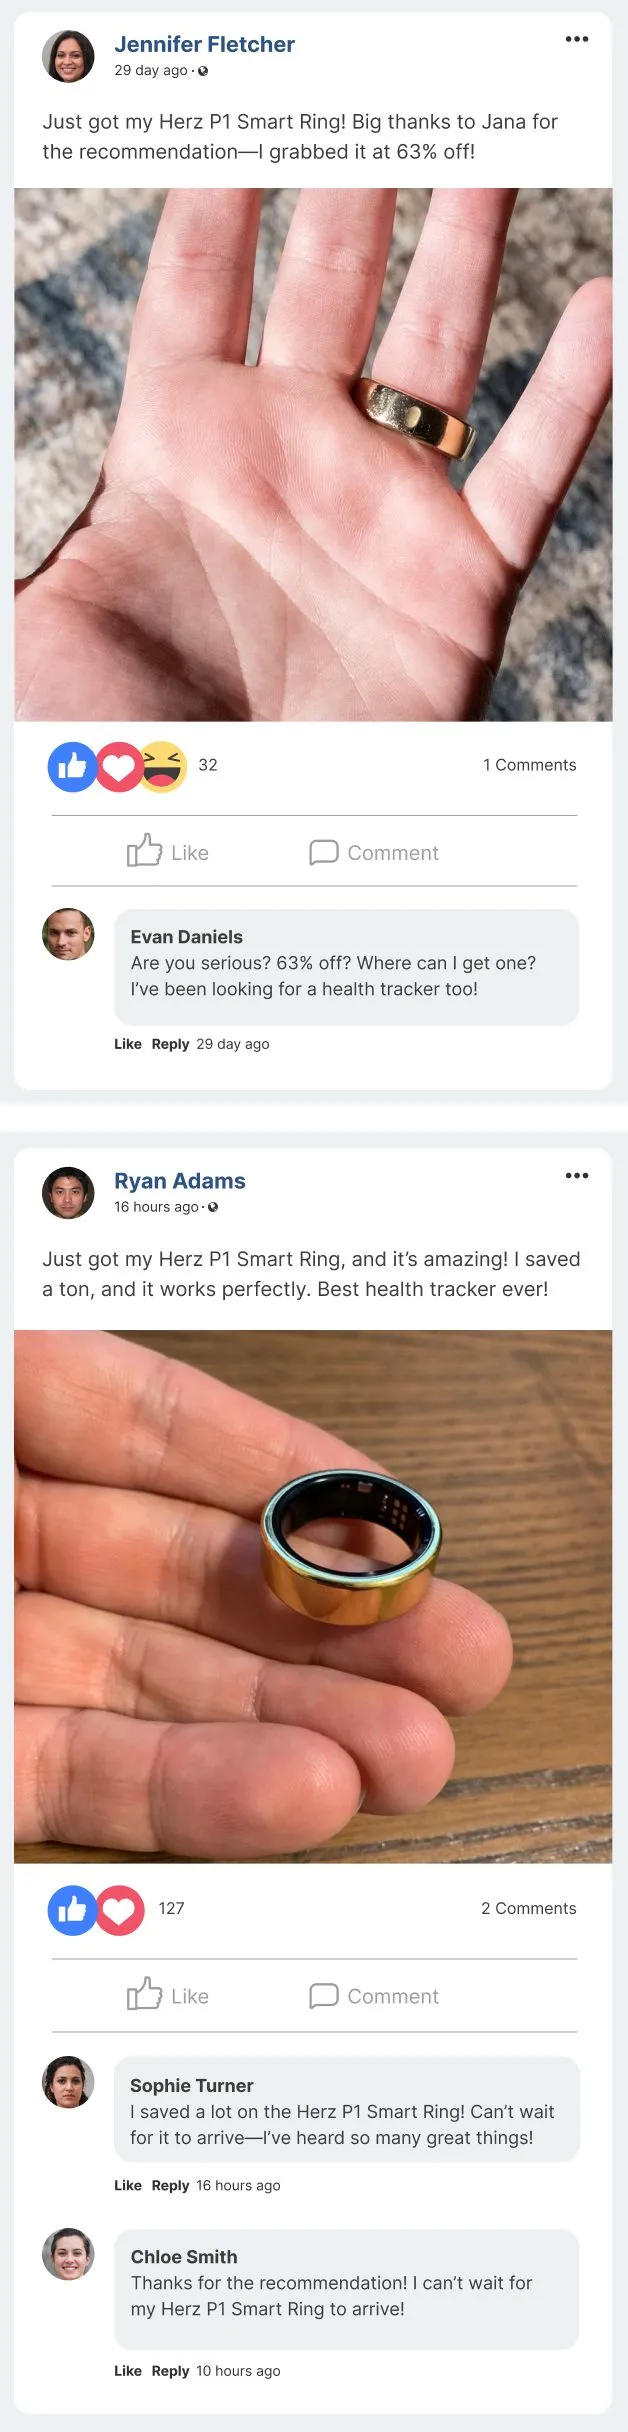 Jennifer Fletcher
29 day ago ·
Just got my Herz P1 Smart Ring! Big thanks to Jana for
the recommendation—I grabbed it at 63% off!
32
1 Comments
Like
Comment
Evan Daniels
Are you serious? 63% off? Where can I get one?
I've been looking for a health tracker too!
Like Reply 29 day ago
Ryan Adams
16 hours ago ·
Just got my Herz P1 Smart Ring, and it's amazing! I saved
a ton, and it works perfectly. Best health tracker ever!
127
2 Comments
Like
Comment
Sophie Turner
I saved a lot on the Herz P1 Smart Ring! Can't wait
for it to arrive—I've heard so many great things!
Like Reply 16 hours ago
Chloe Smith
Thanks for the recommendation! I can't wait for
my Herz P1 Smart Ring to arrive!
Like Reply 10 hours ago